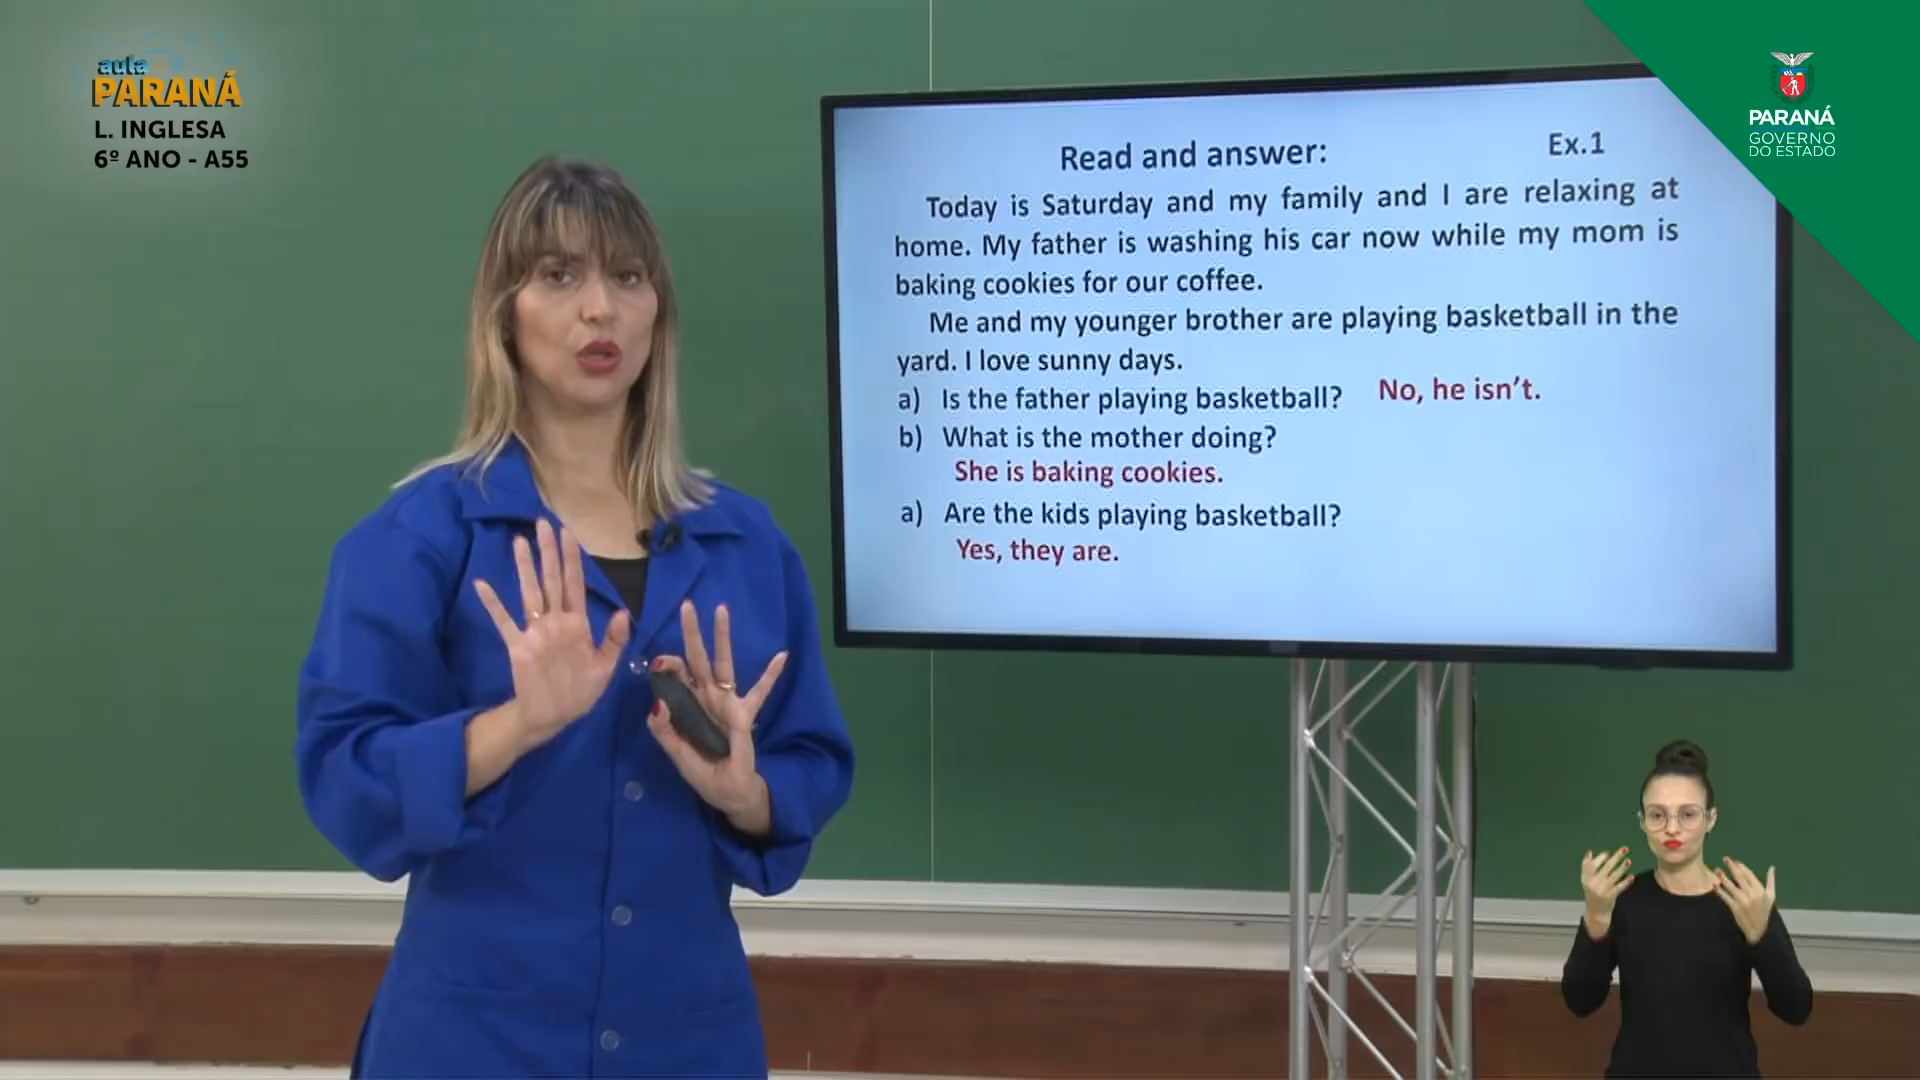 aula
PARANÁ
L. INGLESA
6º ANO - A55
PARANÁ
GOVERNO
DO ESTADO
Read and answer:
Ex.1
Today is Saturday and my family and I are relaxing at
home. My father is washing his car now while my mom is
baking cookies for our coffee.
Me and my younger brother are playing basketball in the
yard. I love sunny days.
a) Is the father playing basketball? No, he isn't.
b) What is the mother doing?
She is baking cookies.
a) Are the kids playing basketball?
Yes, they are.